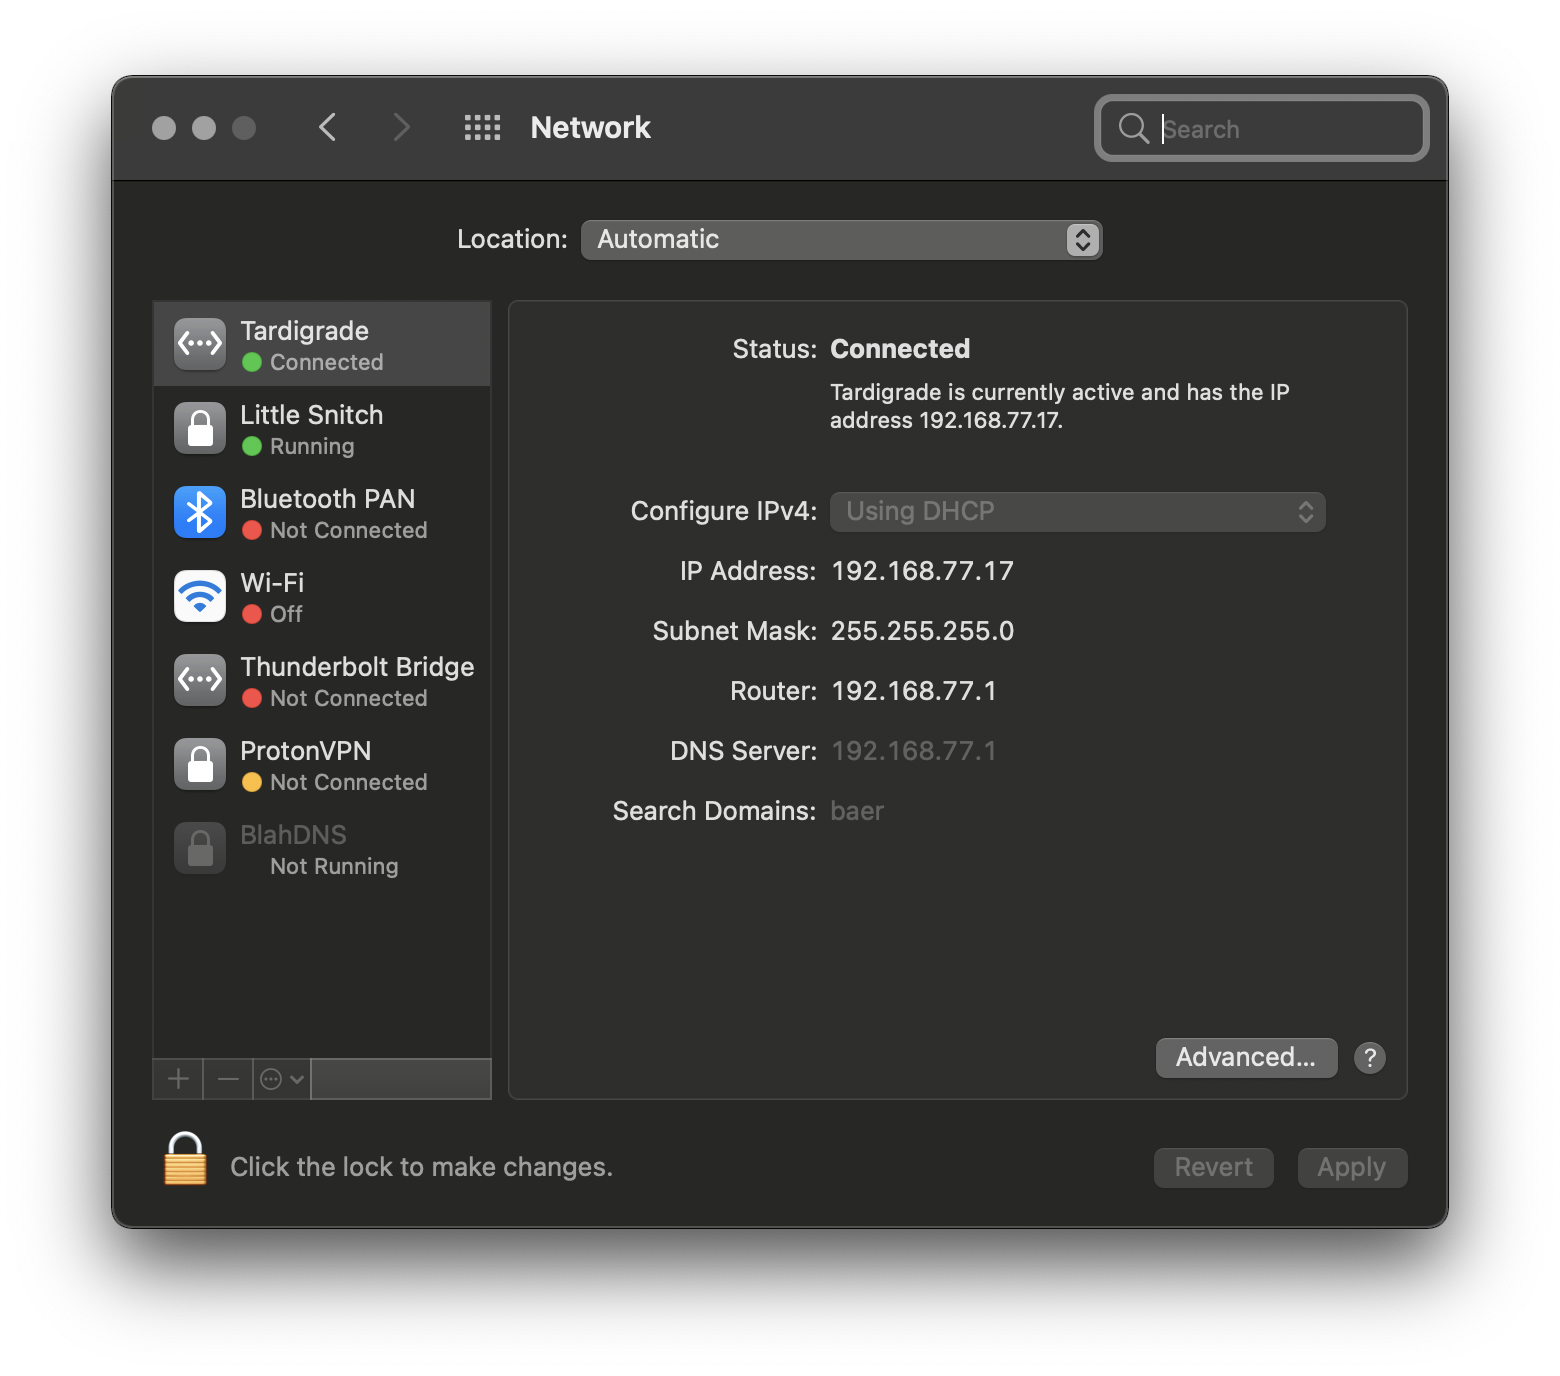 Network
Search
Location: Automatic
Tardigrade
Connected
Little Snitch
Running
Bluetooth PAN
Not Connected
Wi-Fi
Off
Thunderbolt Bridge
Not Connected
ProtonVPN
Not Connected
BlahDNS
Not Running
Status: Connected
Tardigrade is currently active and has the IP
address 192.168.77.17.
Configure IPv4: Using DHCP
IP Address: 192.168.77.17
Subnet Mask: 255.255.255.0
Router: 192.168.77.1
DNS Server: 192.168.77.1
Search Domains: baer
Advanced... ?
Click the lock to make changes.
Revert Apply